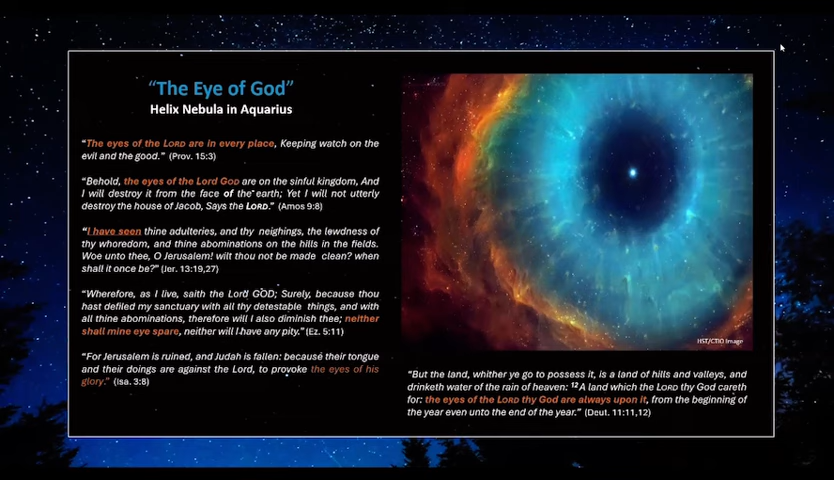 "The Eye of God"
Helix Nebula in Aquarius
"The eyes of the LORD are in every place, Keeping watch on the
evil and the good." (Prov. 15:3)
"Behold, the eyes of the Lord GOD are on the sinful kingdom, And
I will destroy it from the face of the earth; Yet I will not utterly
destroy the house of Jacob, Says the LORD." (Amos 9:8)
"I have seen thine adulteries, and thy neighings, the lewdness of
thy whoredom, and thine abominations on the hills in the fields.
Woe unto thee, O Jerusalem! wilt thou not be made clean? when
shall it once be?" (Jer. 13:19,27)
"Wherefore, as I live, saith the Lord GOD; Surely, because thou
hast defiled my sanctuary with all thy detestable things, and with
all thine abominations, therefore will I also diminish thee; neither
shall mine eye spare, neither will I have any pity." (Ez. 5:11)
"For Jerusalem is ruined, and Judah is fallen: because their tongue
and their doings are against the Lord, to provoke the eyes of his
glory." (Isa. 3:8)
HST/CTIO Image
"But the land, whither ye go to possess it, is a land of hills and valleys, and
drinketh water of the rain of heaven: 12 A land which the LORD thy God careth
for: the eyes of the LORD thy God are always upon it, from the beginning of
the year even unto the end of the year." (Deut. 11:11,12)